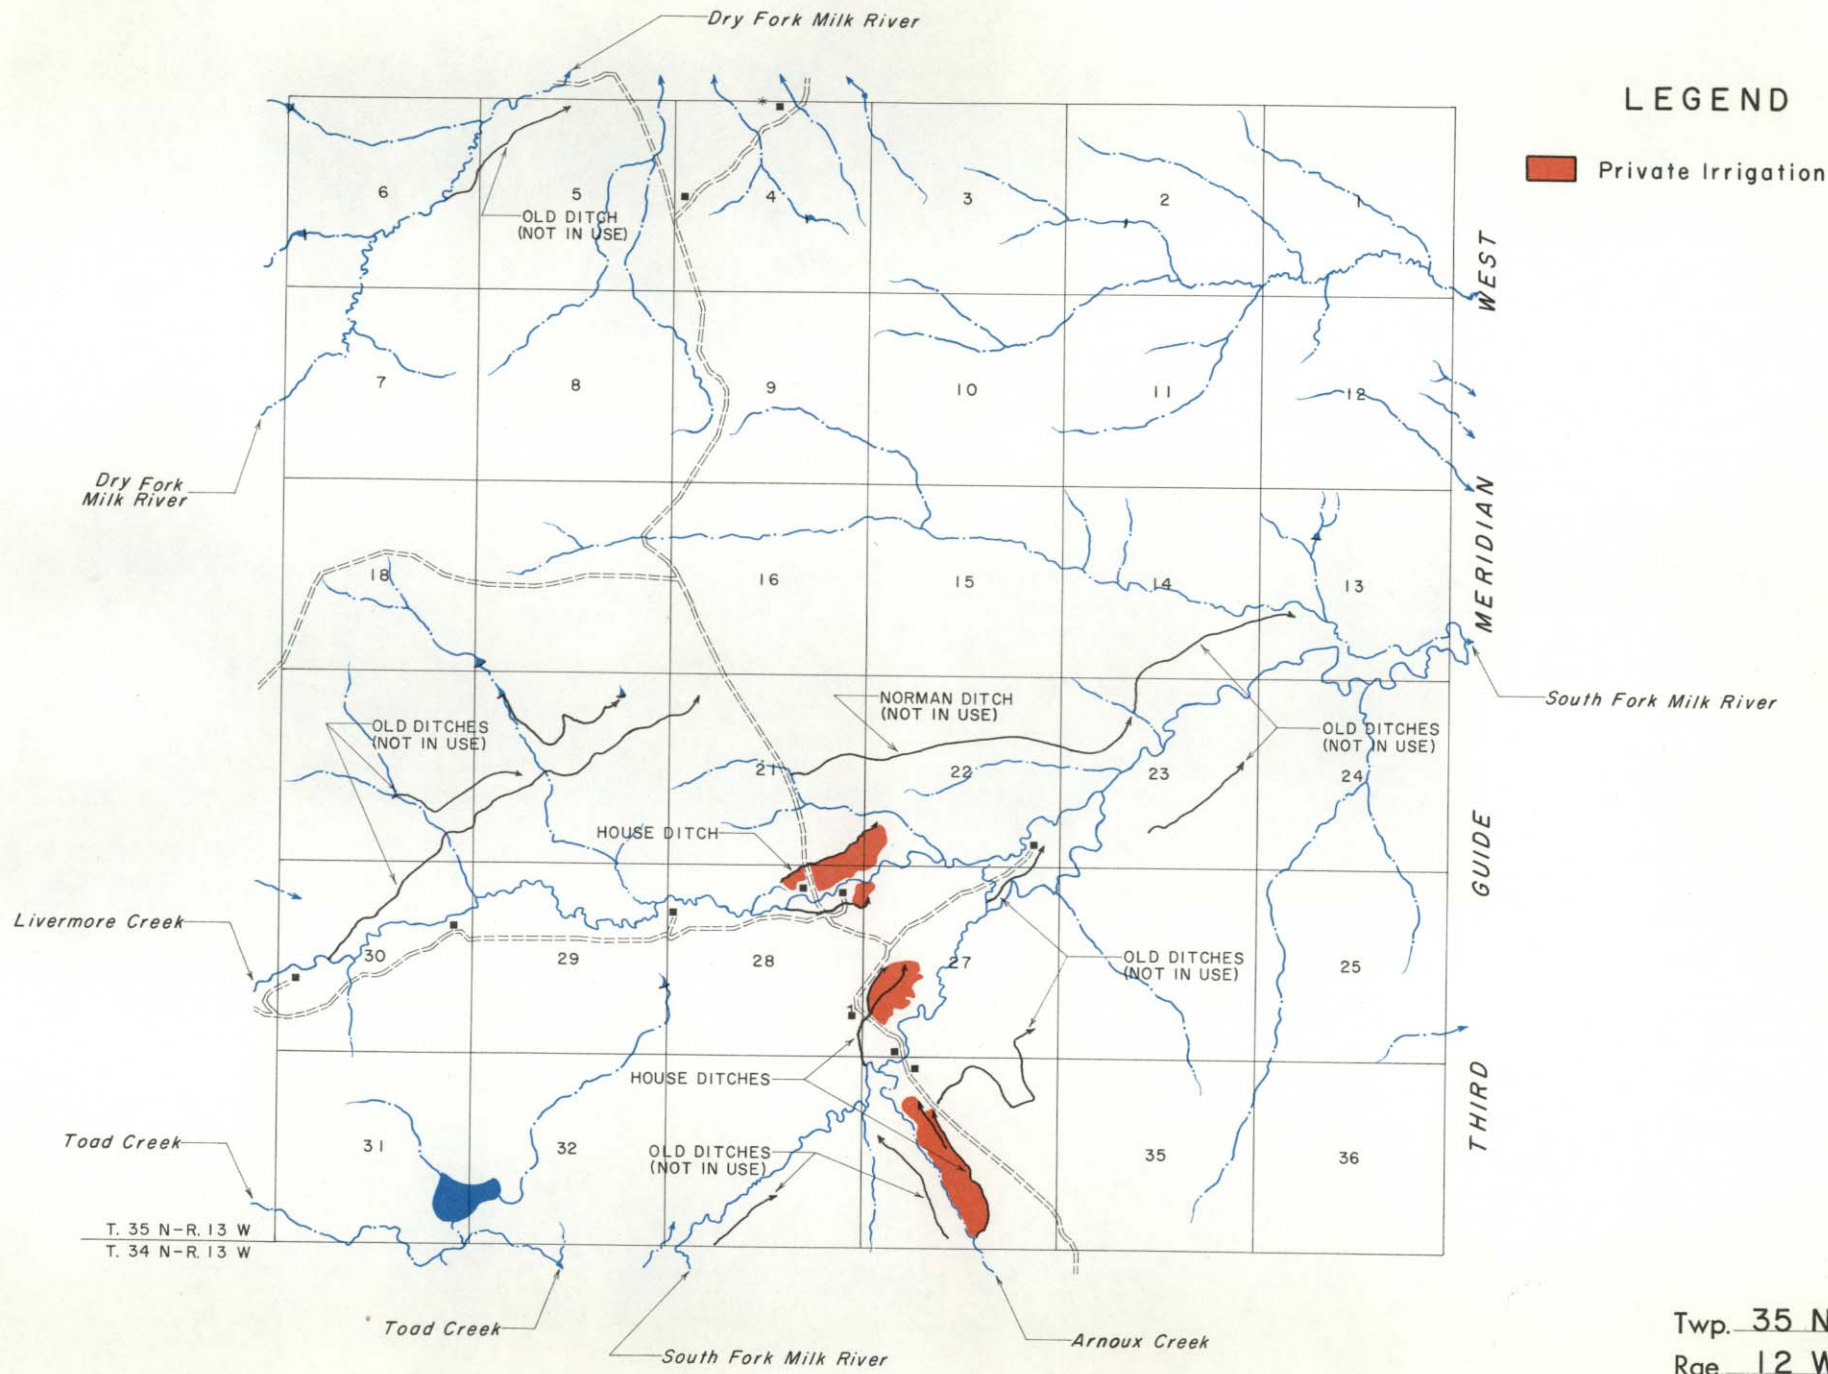 Dry Fork Milk River
LEGEND
Private Irrigation
6
5
4
3
2
1
OLD DITCH
(NOT IN USE)
WEST
7
8
9
10
11
12
Dry Fork
Milk River
MERIDIAN
18
16
15
14
13
NORMAN DITCH
(NOT IN USE)
South Fork Milk River
OLD DITCHES
(NOT IN USE)
OLD DITCHES
(NOT IN USE)
21
22
23
24
HOUSE DITCH
GUIDE
Livermore Creek
30
29
28
27
25
OLD DITCHES
(NOT IN USE)
HOUSE DITCHES
THIRD
Toad Creek
31
32
OLD DITCHES
(NOT IN USE)
35
36
T. 35 N-R. 13 W
T. 34 N-R. 13 W
Toad Creek
South Fork Milk River
Arnoux Creek
Twp. 35 N
Rge. 12 W